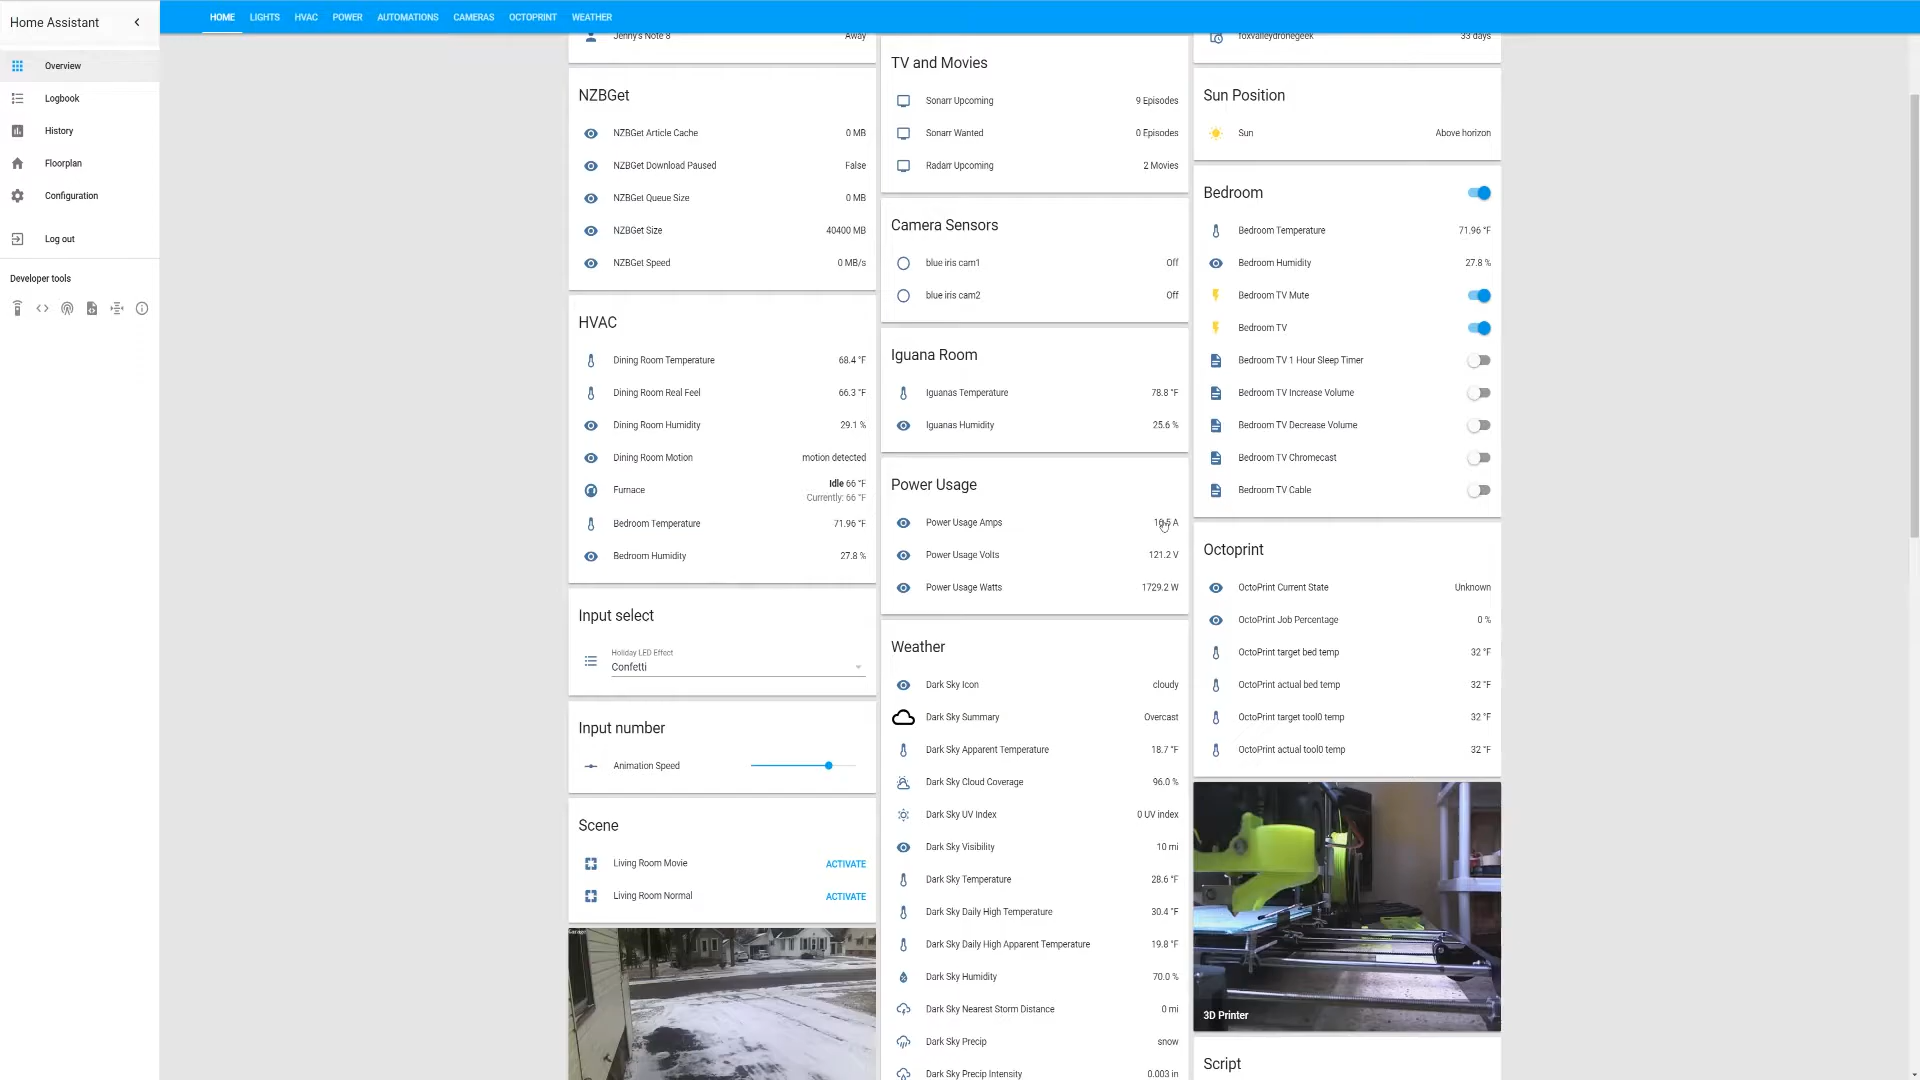 Home Assistant
HOME LIGHTS HVAC POWER AUTOMATIONS CAMERAS OCTOPRINT WEATHER
Overview
Logbook
History
Floorplan
Configuration
Log out
Developer tools
Jenny's Note 8 Away
NZBGet
NZBGet Article Cache 0 MB
NZBGet Download Paused False
NZBGet Queue Size 0 MB
NZBGet Size 40400 MB
NZBGet Speed 0 MB/s
HVAC
Dining Room Temperature 68.4 °F
Dining Room Real Feel 66.3 °F
Dining Room Humidity 29.1 %
Dining Room Motion motion detected
Furnace Idle 66 °F
Currently: 66 °F
Bedroom Temperature 71.96 °F
Bedroom Humidity 27.8 %
Input select
Holiday LED Effect
Confetti
Input number
Animation Speed
Scene
Living Room Movie ACTIVATE
Living Room Normal ACTIVATE
TV and Movies
Sonarr Upcoming 9 Episodes
Sonarr Wanted 0 Episodes
Radarr Upcoming 2 Movies
Camera Sensors
blue iris cam1 Off
blue iris cam2 Off
Iguana Room
Iguanas Temperature 78.8 °F
Iguanas Humidity 25.6 %
Power Usage
Power Usage Amps A
Power Usage Volts 121.2 V
Power Usage Watts 1729.2 W
Weather
Dark Sky Icon cloudy
Dark Sky Summary Overcast
Dark Sky Apparent Temperature 18.7 °F
Dark Sky Cloud Coverage 96.0 %
Dark Sky UV Index 0 UV index
Dark Sky Visibility 10 mi
Dark Sky Temperature 28.6 °F
Dark Sky Daily High Temperature 30.4 °F
Dark Sky Daily High Apparent Temperature 19.8 °F
Dark Sky Humidity 70.0 %
Dark Sky Nearest Storm Distance 0 mi
Dark Sky Precip snow
Dark Sky Precip Intensity 0.003 in
foxvalleydronegeek 33 days
Sun Position
Sun Above horizon
Bedroom
Bedroom Temperature 71.96 °F
Bedroom Humidity 27.8 %
Bedroom TV Mute
Bedroom TV
Bedroom TV 1 Hour Sleep Timer
Bedroom TV Increase Volume
Bedroom TV Decrease Volume
Bedroom TV Chromecast
Bedroom TV Cable
Octoprint
OctoPrint Current State Unknown
OctoPrint Job Percentage 0 %
OctoPrint target bed temp 32 °F
OctoPrint actual bed temp 32 °F
OctoPrint target tool0 temp 32 °F
OctoPrint actual tool0 temp 32 °F
3D Printer
Script